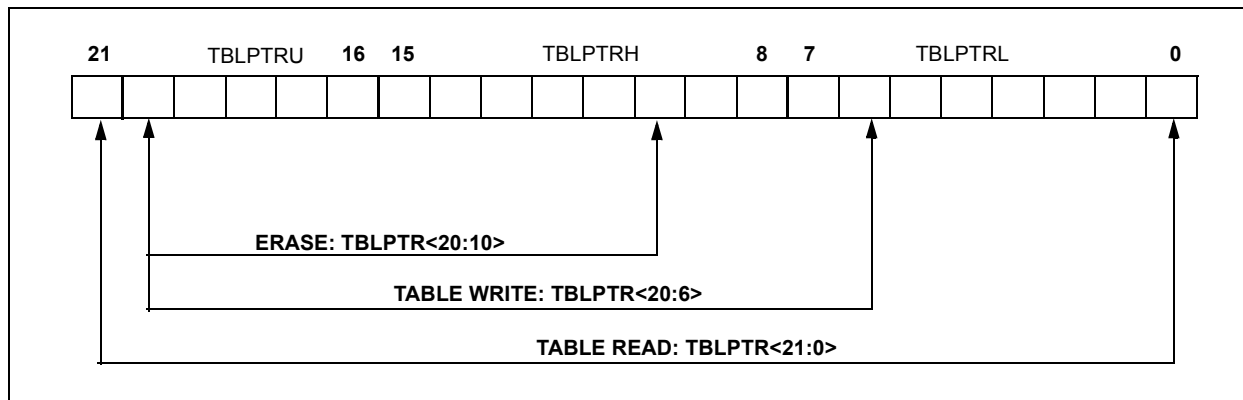 21 TBLPTRU 16 15 TBLPTRH 8 7 TBLPTRL 0
ERASE: TBLPTR<20:10>
TABLE WRITE: TBLPTR<20:6>
TABLE READ: TBLPTR<21:0>